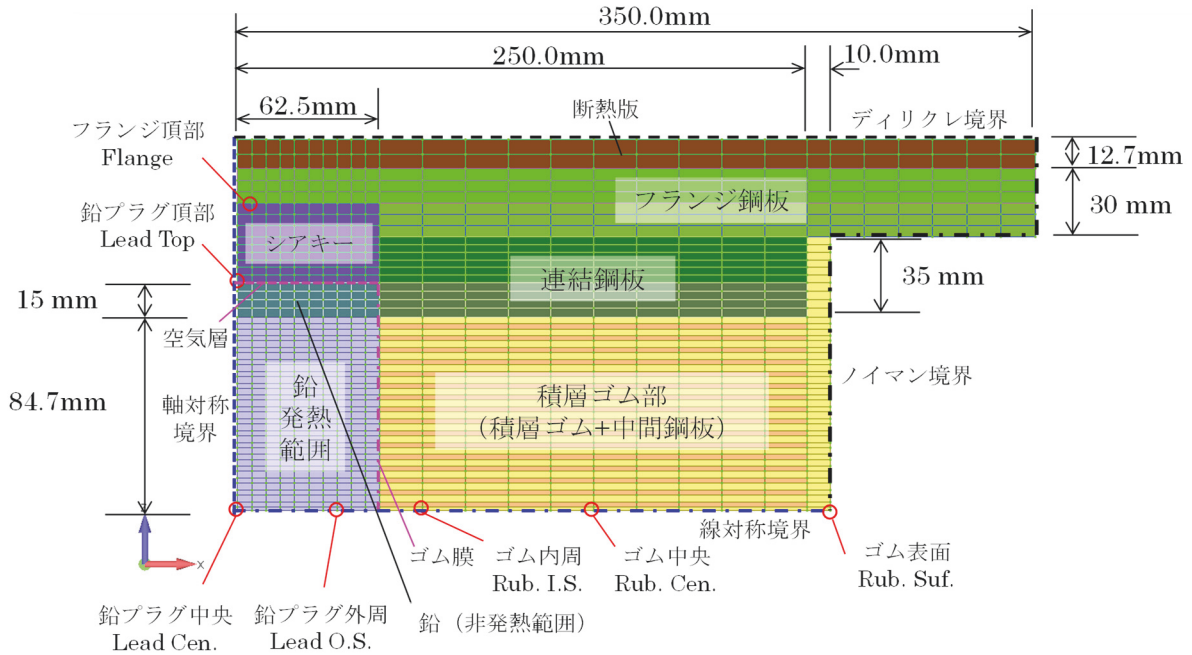 350.0mm
250.0mm
10.0mm
62.5mm
断熱版
ディリクレ境界
フランジ頂部
Flange
12.7mm
フランジ鋼板
30 mm
鉛プラグ頂部
Lead Top
シアキー
連結鋼板
35 mm
15 mm
空気層
84.7mm
軸対称
境界
鉛
発熱
範囲
積層ゴム部
(積層ゴム+中間鋼板)
ノイマン境界
線対称境界
x
ゴム膜
ゴム内周
Rub. I.S.
ゴム中央
Rub. Cen.
ゴム表面
Rub. Suf.
鉛プラグ中央
Lead Cen.
鉛プラグ外周
Lead O.S.
鉛（非発熱範囲）